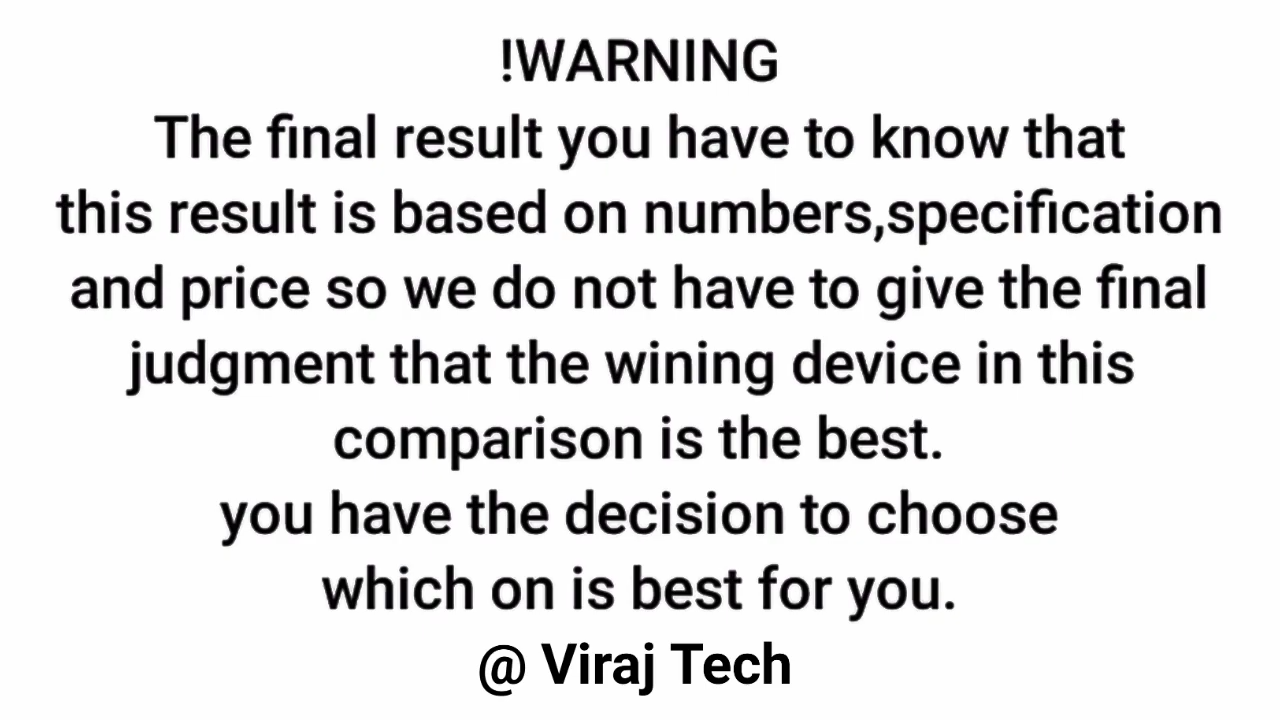 !WARNING
The final result you have to know that
this result is based on numbers,specification
and price so we do not have to give the final
judgment that the wining device in this
comparison is the best.
you have the decision to choose
which on is best for you.
@ Viraj Tech